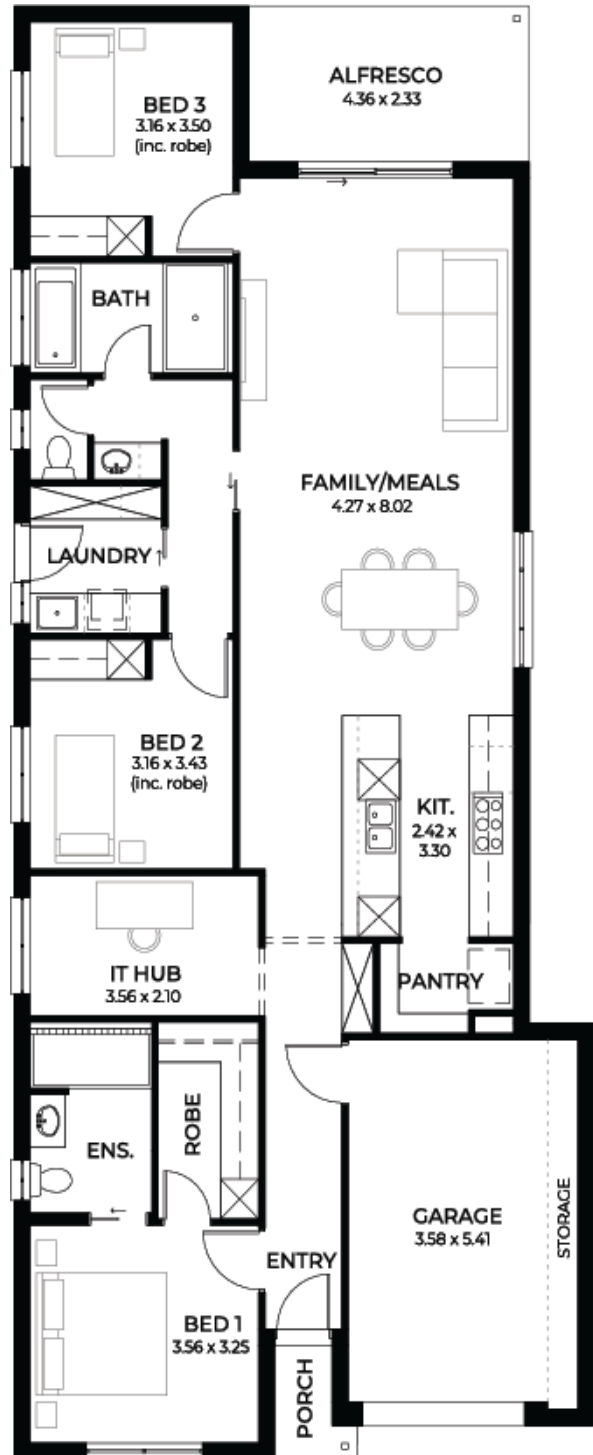 BED 3
3.16 x 3.50
(inc. robe)
ALFRESCO
4.36 x 2.33
BATH
FAMILY/MEALS
4.27 x 8.02
LAUNDRY
BED 2
3.16 x 3.43
(inc. robe)
KIT.
2.42 x
3.30
IT HUB
3.56 x 2.10
PANTRY
ENS.
ROBE
GARAGE
3.58 x 5.41
STORAGE
ENTRY
BED 1
3.56 x 3.25
PORCH